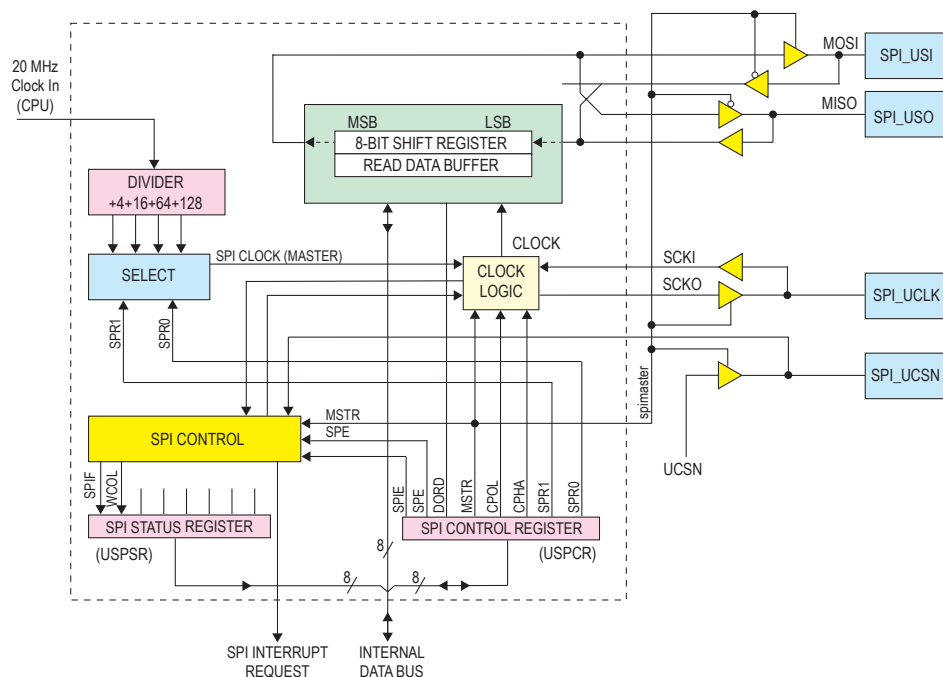 20 MHz
Clock In
(CPU)
MOSI
SPI_USI
MISO
SPI_USO
MSB
LSB
8-BIT SHIFT REGISTER
READ DATA BUFFER
DIVIDER
+4+16+64+128
SPI CLOCK (MASTER)
CLOCK
SELECT
CLOCK
LOGIC
SCKI
SCKO
SPI_UCLK
SPR1
SPR0
spimaster
SPI_UCSN
UCSN
MSTR
SPE
SPI CONTROL
SPIF
WCOL
SPIE
SPE
DORD
MSTR
CPOL
CPHA
SPR1
SPR0
SPI STATUS REGISTER
(USPSR)
SPI CONTROL REGISTER
(USPCR)
8
8
8
SPI INTERRUPT
REQUEST
INTERNAL
DATA BUS